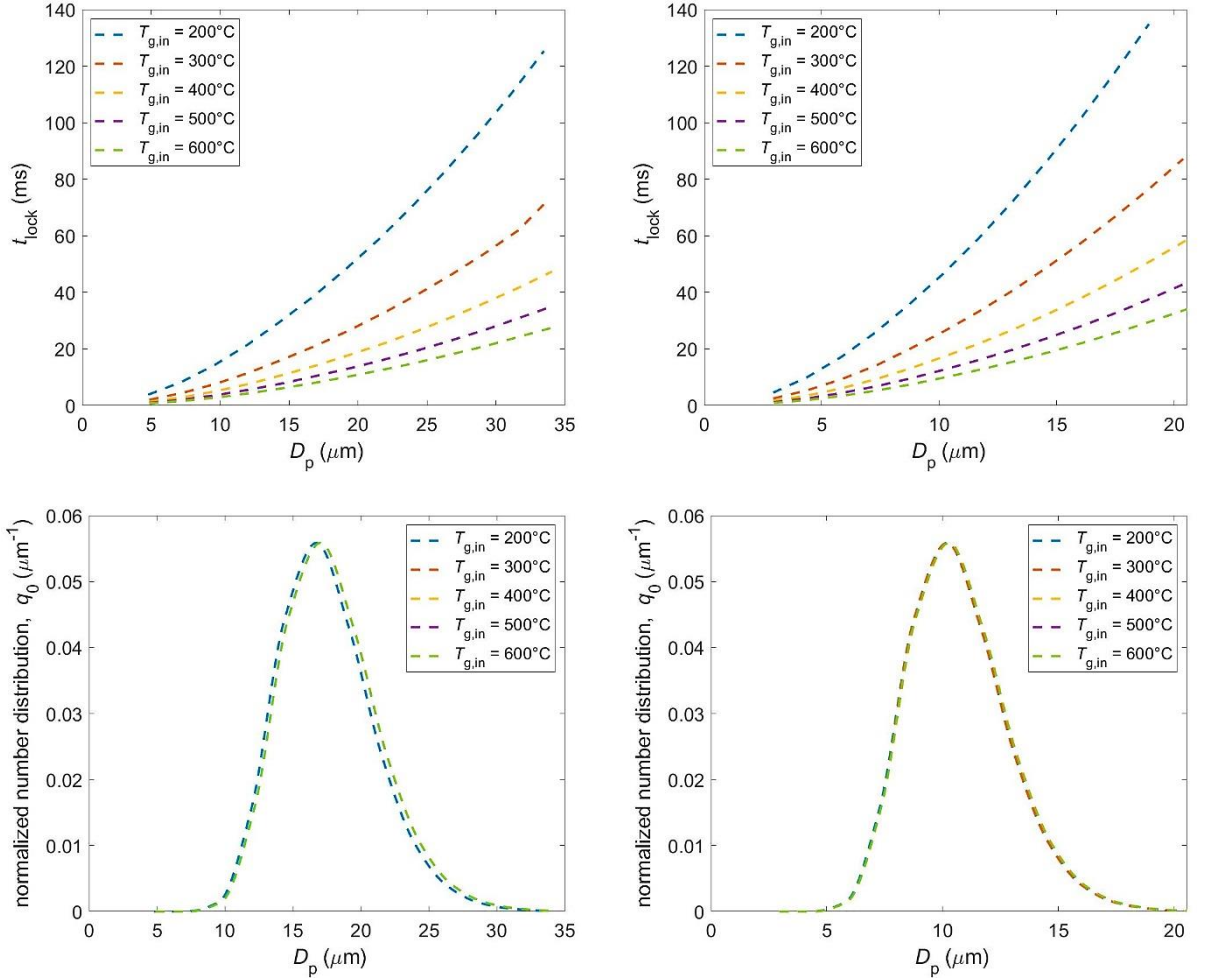 140
120
100
80
60
40
20
0
t_lock (ms)
T_g,in = 200°C
T_g,in = 300°C
T_g,in = 400°C
T_g,in = 500°C
T_g,in = 600°C
0 5 10 15 20 25 30 35
D_p (μm)
140
120
100
80
60
40
20
0
t_lock (ms)
T_g,in = 200°C
T_g,in = 300°C
T_g,in = 400°C
T_g,in = 500°C
T_g,in = 600°C
0 5 10 15 20
D_p (μm)
0.06
0.05
0.04
0.03
0.02
0.01
0
normalized number distribution, q_0 (μm^-1)
T_g,in = 200°C
T_g,in = 300°C
T_g,in = 400°C
T_g,in = 500°C
T_g,in = 600°C
0 5 10 15 20 25 30 35
D_p (μm)
0.06
0.05
0.04
0.03
0.02
0.01
0
normalized number distribution, q_0 (μm^-1)
T_g,in = 200°C
T_g,in = 300°C
T_g,in = 400°C
T_g,in = 500°C
T_g,in = 600°C
0 5 10 15 20
D_p (μm)